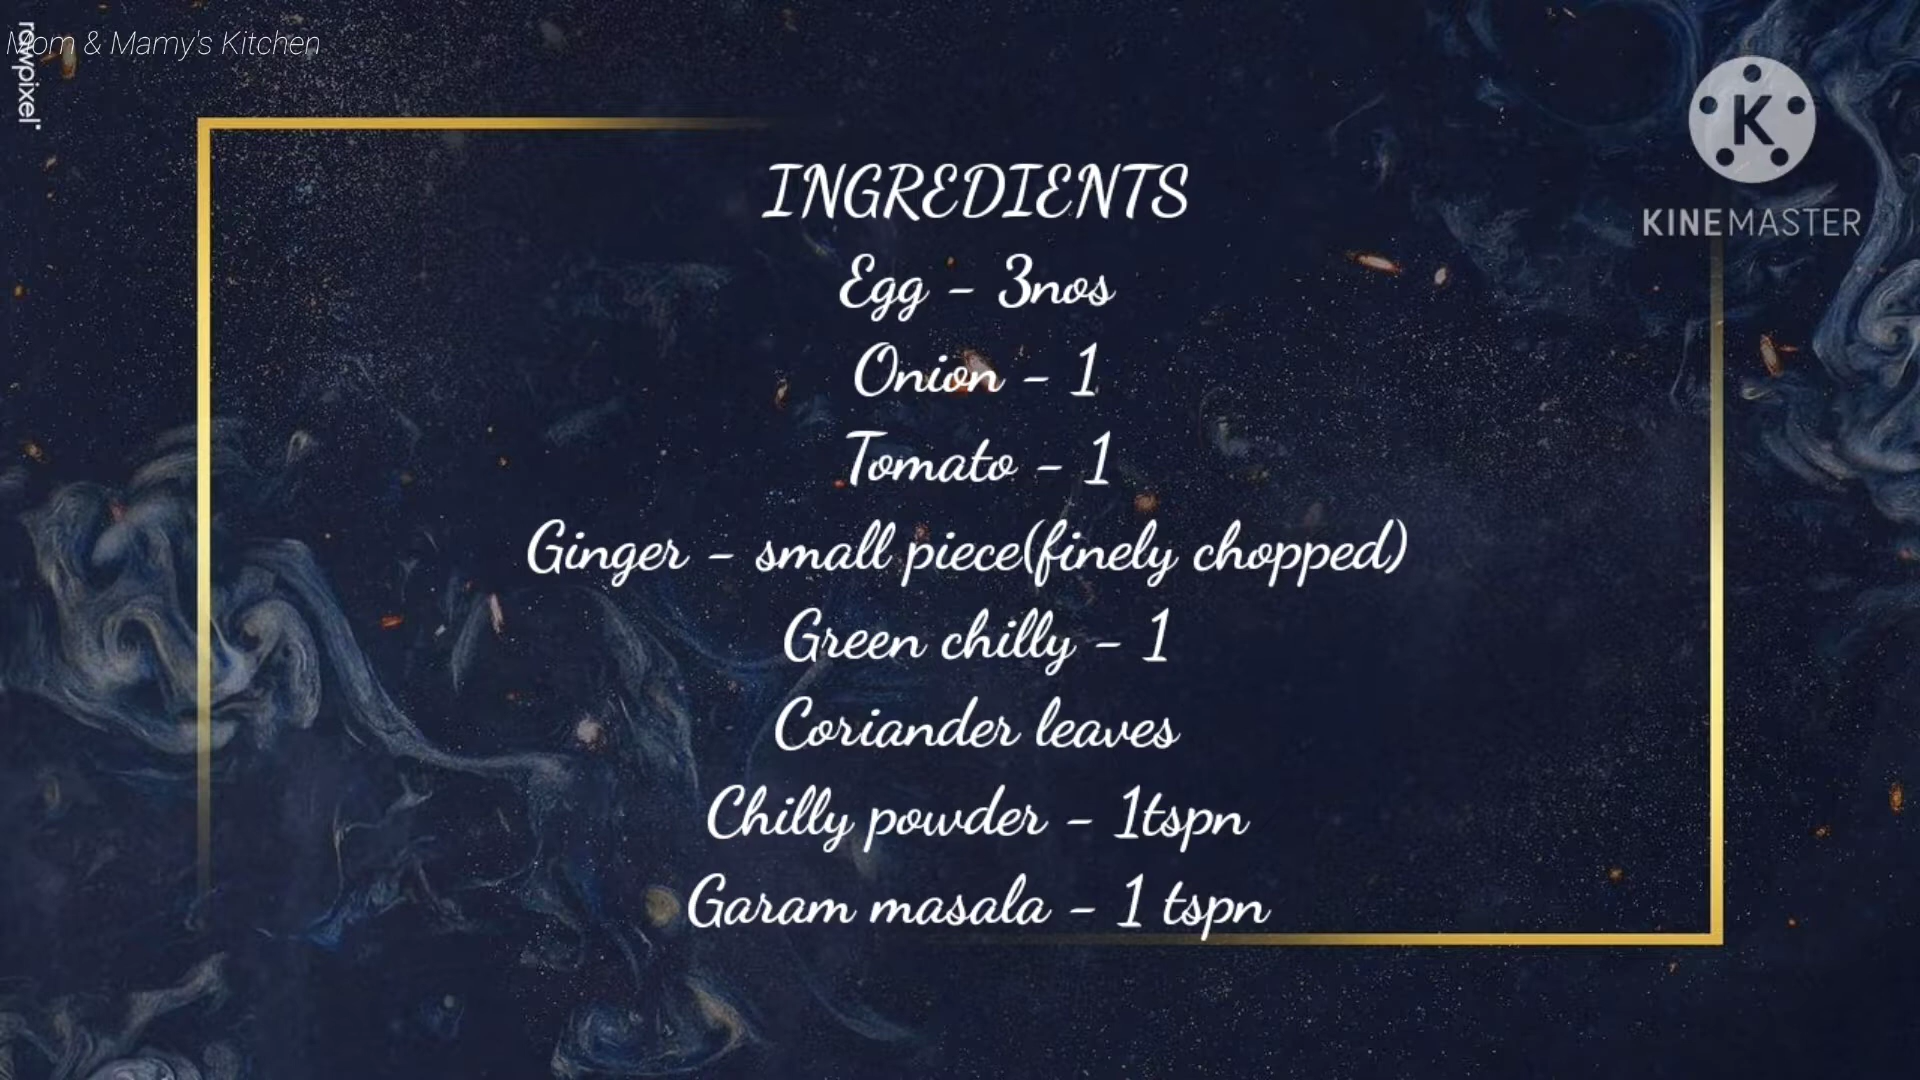 Mom & Mamy's Kitchen
rawpixel
KINEMASTER
INGREDIENTS
Egg - 3nos
Onion - 1
Tomato - 1
Ginger - small piece(finely chopped)
Green chilly - 1
Coriander leaves
Chilly powder - 1tspn
Garam masala - 1 tspn